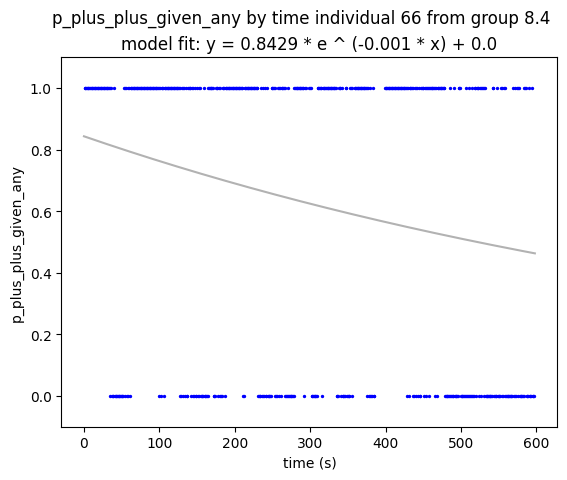 p_plus_plus_given_any by time individual 66 from group 8.4
model fit: y = 0.8429 * e ^ (-0.001 * x) + 0.0
1.0
0.8
0.6
0.4
0.2
0.0
p_plus_plus_given_any
0 100 200 300 400 500 600
time (s)